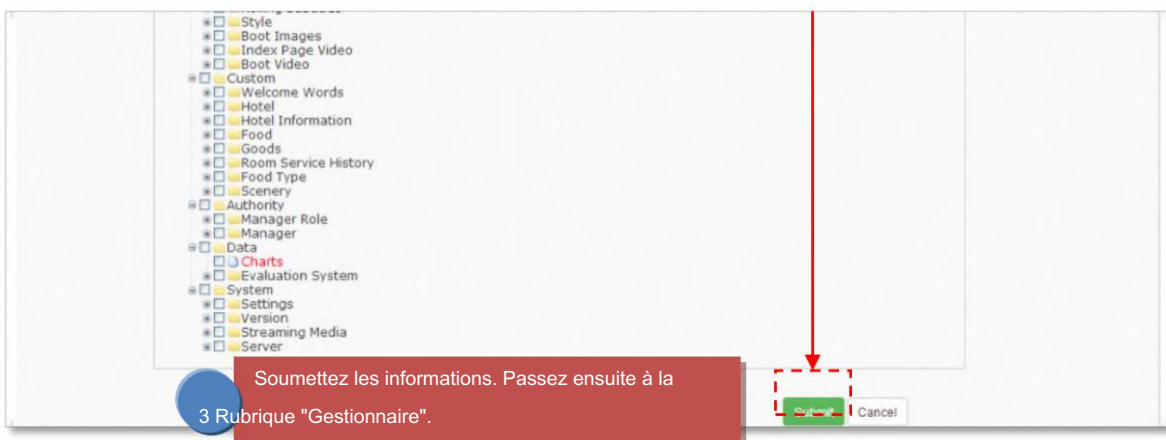 Style
Boot Images
Index Page Video
Boot Video
Custom
Welcome Words
Hotel
Hotel Information
Food
Goods
Room Service History
Food Type
Scenery
Authority
Manager Role
Manager
Data
Charts
Evaluation System
System
Settings
Version
Streaming Media
Server
Soumettez les informations. Passez ensuite à la
3 Rubrique "Gestionnaire".
Submit Cancel